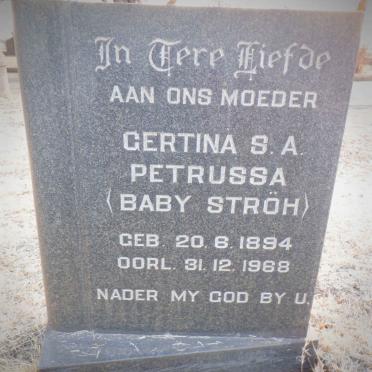 In Tere Liefde
AAN ONS MOEDER
GERTINA S. A.
PETRUSSA
(BABY STRÖH)
GEB. 20. 6. 1894
OORL. 31. 12. 1968
NADER MY GOD BY U.